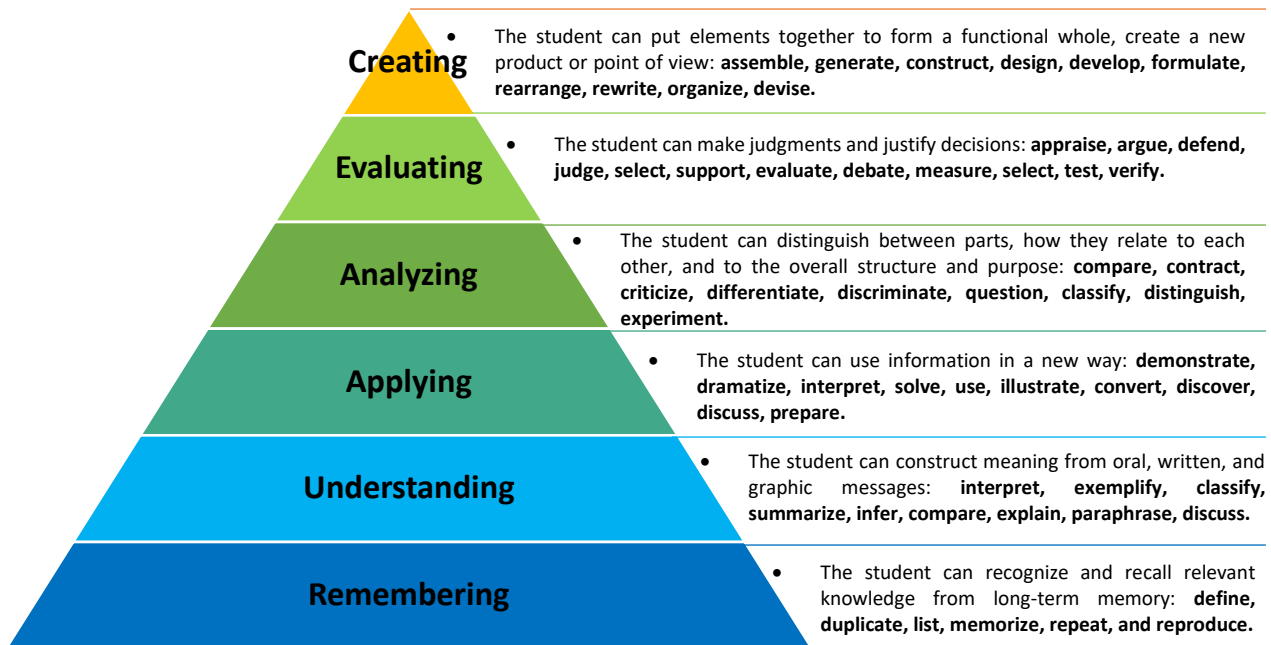 Creating
• The student can put elements together to form a functional whole, create a new
product or point of view: assemble, generate, construct, design, develop, formulate,
rearrange, rewrite, organize, devise.
Evaluating
• The student can make judgments and justify decisions: appraise, argue, defend,
judge, select, support, evaluate, debate, measure, select, test, verify.
Analyzing
• The student can distinguish between parts, how they relate to each
other, and to the overall structure and purpose: compare, contract,
criticize, differentiate, discriminate, question, classify, distinguish,
experiment.
Applying
• The student can use information in a new way: demonstrate,
dramatize, interpret, solve, use, illustrate, convert, discover,
discuss, prepare.
Understanding
• The student can construct meaning from oral, written, and
graphic messages: interpret, exemplify, classify,
summarize, infer, compare, explain, paraphrase, discuss.
Remembering
• The student can recognize and recall relevant
knowledge from long-term memory: define,
duplicate, list, memorize, repeat, and reproduce.